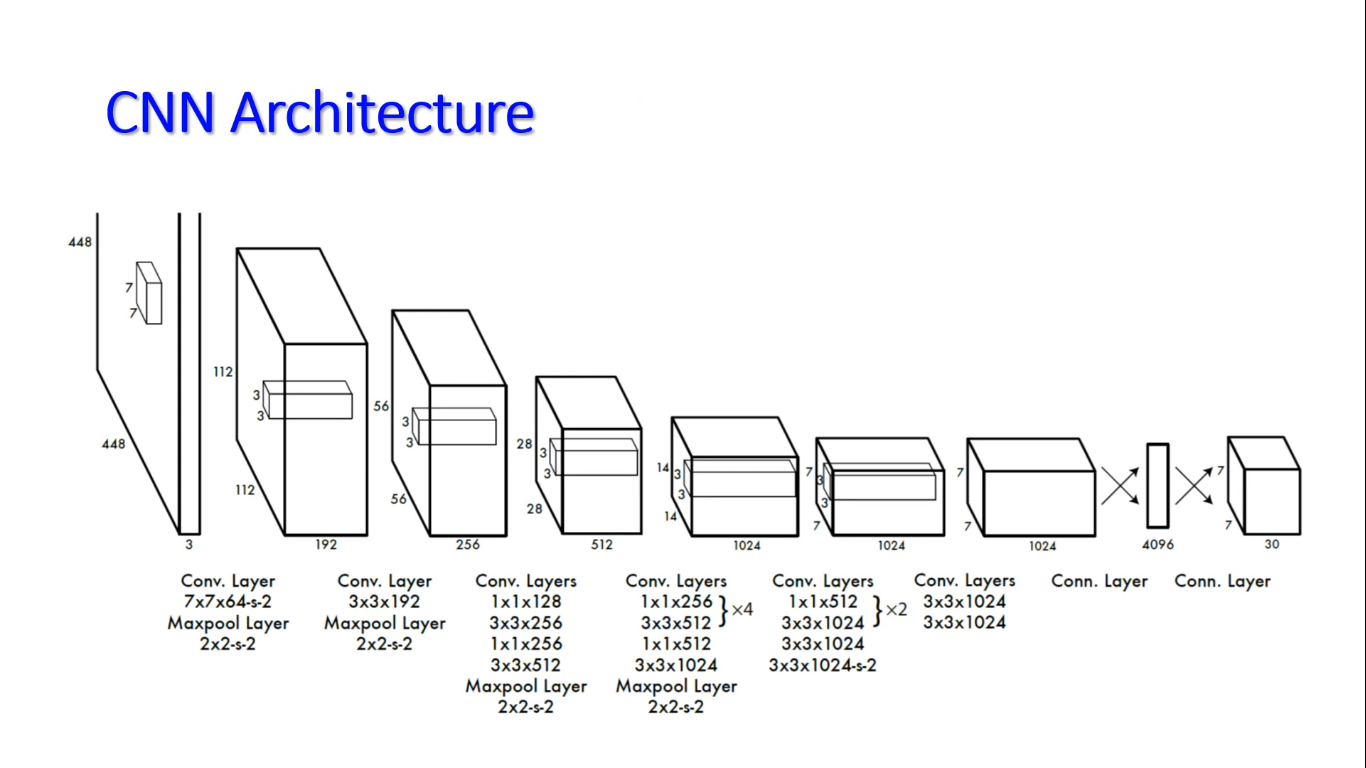 CNN Architecture
448
7
7
448
3
112
3
3
112
192
56
3
3
56
256
28
3
3
28
512
14
3
3
14
1024
7
3
3
7
1024
7
7
1024
4096
7
7
30
Conv. Layer
7x7x64-s-2
Maxpool Layer
2x2-s-2
Conv. Layer
3x3x192
Maxpool Layer
2x2-s-2
Conv. Layers
1x1x128
3x3x256
1x1x256
3x3x512
Maxpool Layer
2x2-s-2
Conv. Layers
1x1x256
3x3x512
}×4
1x1x512
3x3x1024
Maxpool Layer
2x2-s-2
Conv. Layers
1x1x512
3x3x1024
}×2
3x3x1024
3x3x1024-s-2
Conv. Layers
3x3x1024
3x3x1024
Conn. Layer
Conn. Layer